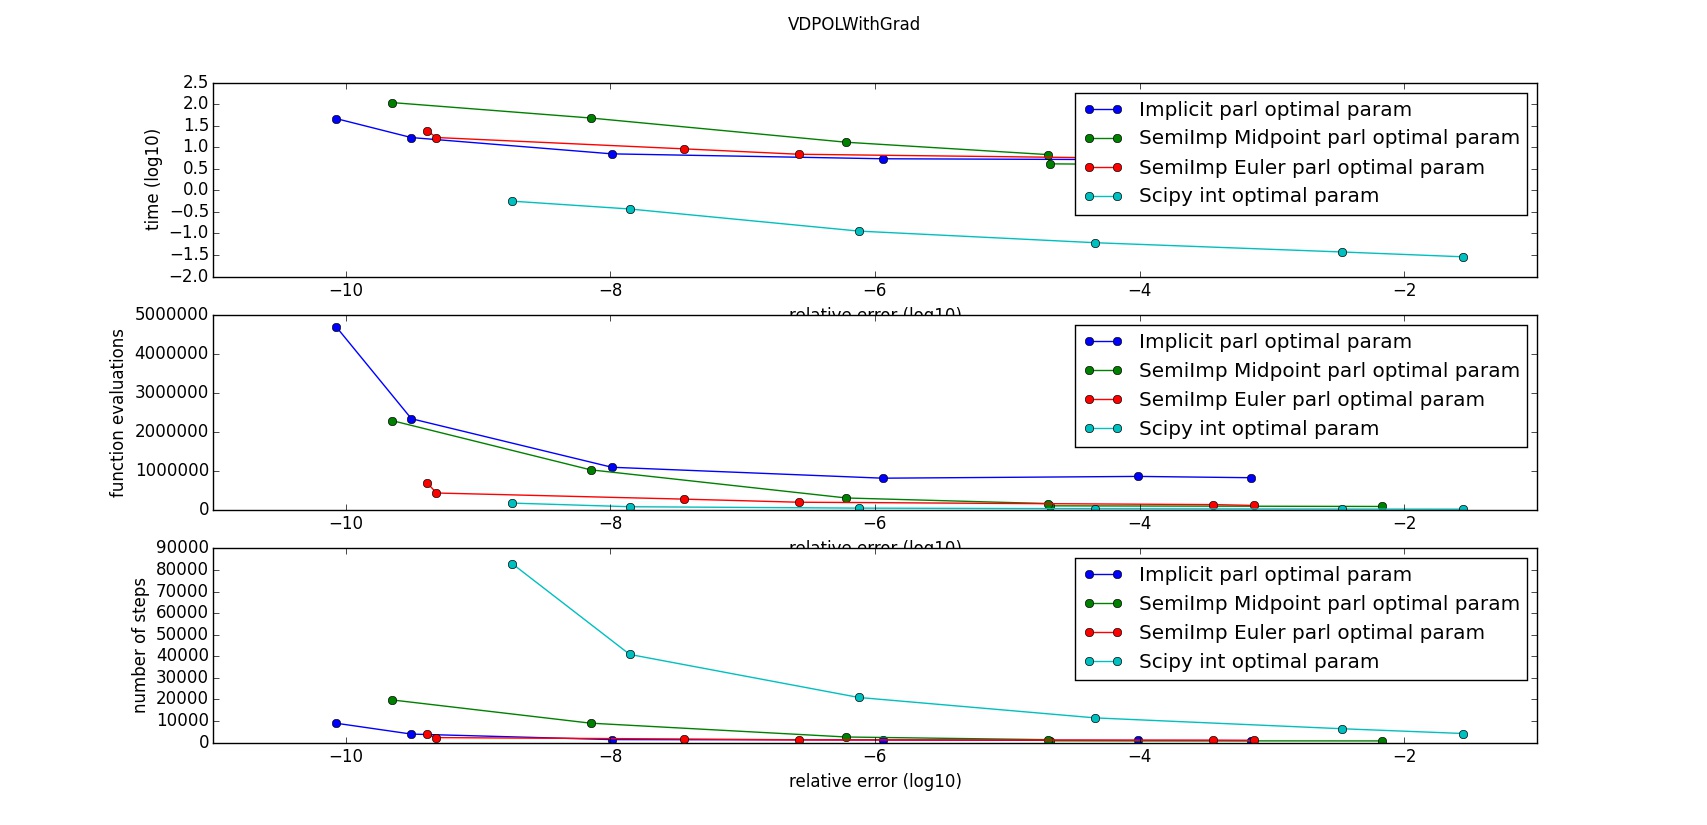 VDPOLWithGrad
time (log10)
2.5
2.0
1.5
1.0
0.5
0.0
−0.5
−1.0
−1.5
−2.0
Implicit parl optimal param
SemiImp Midpoint parl optimal param
SemiImp Euler parl optimal param
Scipy int optimal param
−10 −8 −6 −4 −2
relative error (log10)
function evaluations
5000000
4000000
3000000
2000000
1000000
0
Implicit parl optimal param
SemiImp Midpoint parl optimal param
SemiImp Euler parl optimal param
Scipy int optimal param
−10 −8 −6 −4 −2
relative error (log10)
number of steps
90000
80000
70000
60000
50000
40000
30000
20000
10000
0
Implicit parl optimal param
SemiImp Midpoint parl optimal param
SemiImp Euler parl optimal param
Scipy int optimal param
−10 −8 −6 −4 −2
relative error (log10)